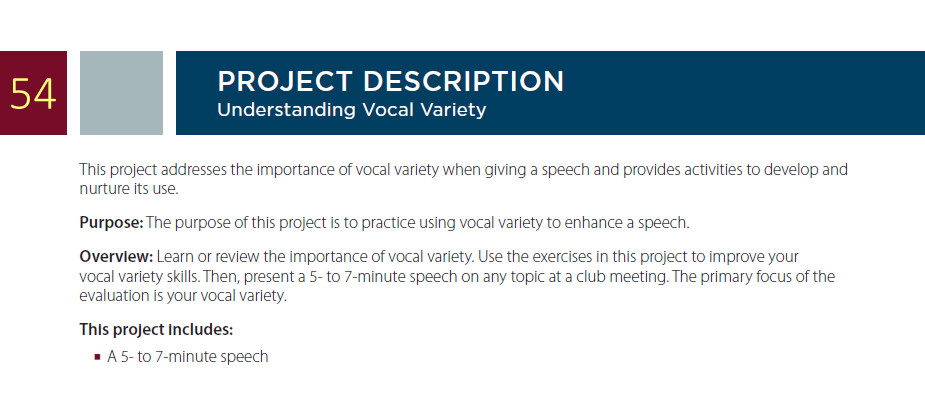 54
PROJECT DESCRIPTION
Understanding Vocal Variety
This project addresses the importance of vocal variety when giving a speech and provides activities to develop and
nurture its use.
Purpose: The purpose of this project is to practice using vocal variety to enhance a speech.
Overview: Learn or review the importance of vocal variety. Use the exercises in this project to improve your
vocal variety skills. Then, present a 5- to 7-minute speech on any topic at a club meeting. The primary focus of the
evaluation is your vocal variety.
This project includes:
▪ A 5- to 7-minute speech